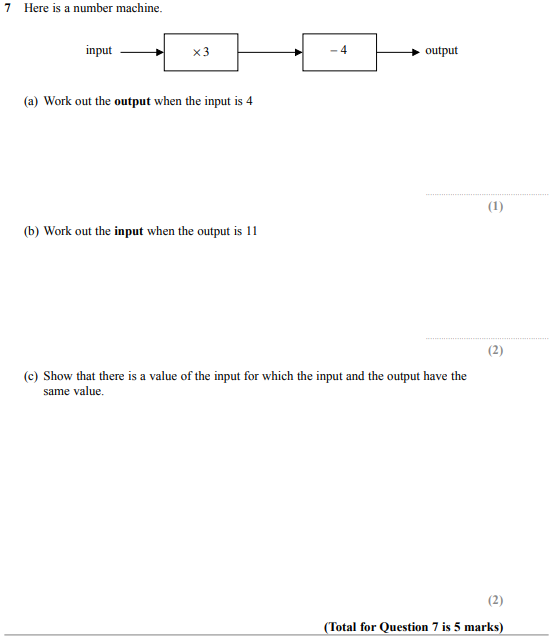 7 Here is a number machine.
input × 3 – 4 output
(a) Work out the output when the input is 4
(1)
(b) Work out the input when the output is 11
(2)
(c) Show that there is a value of the input for which the input and the output have the
same value.
(2)
(Total for Question 7 is 5 marks)